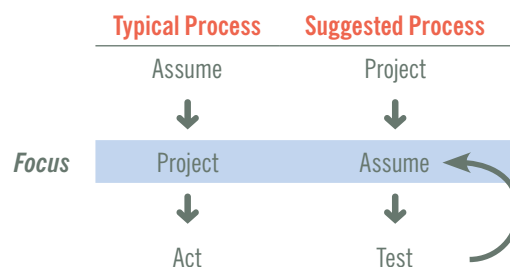 Typical Process Suggested Process
Assume Project
Focus Project Assume
Act Test